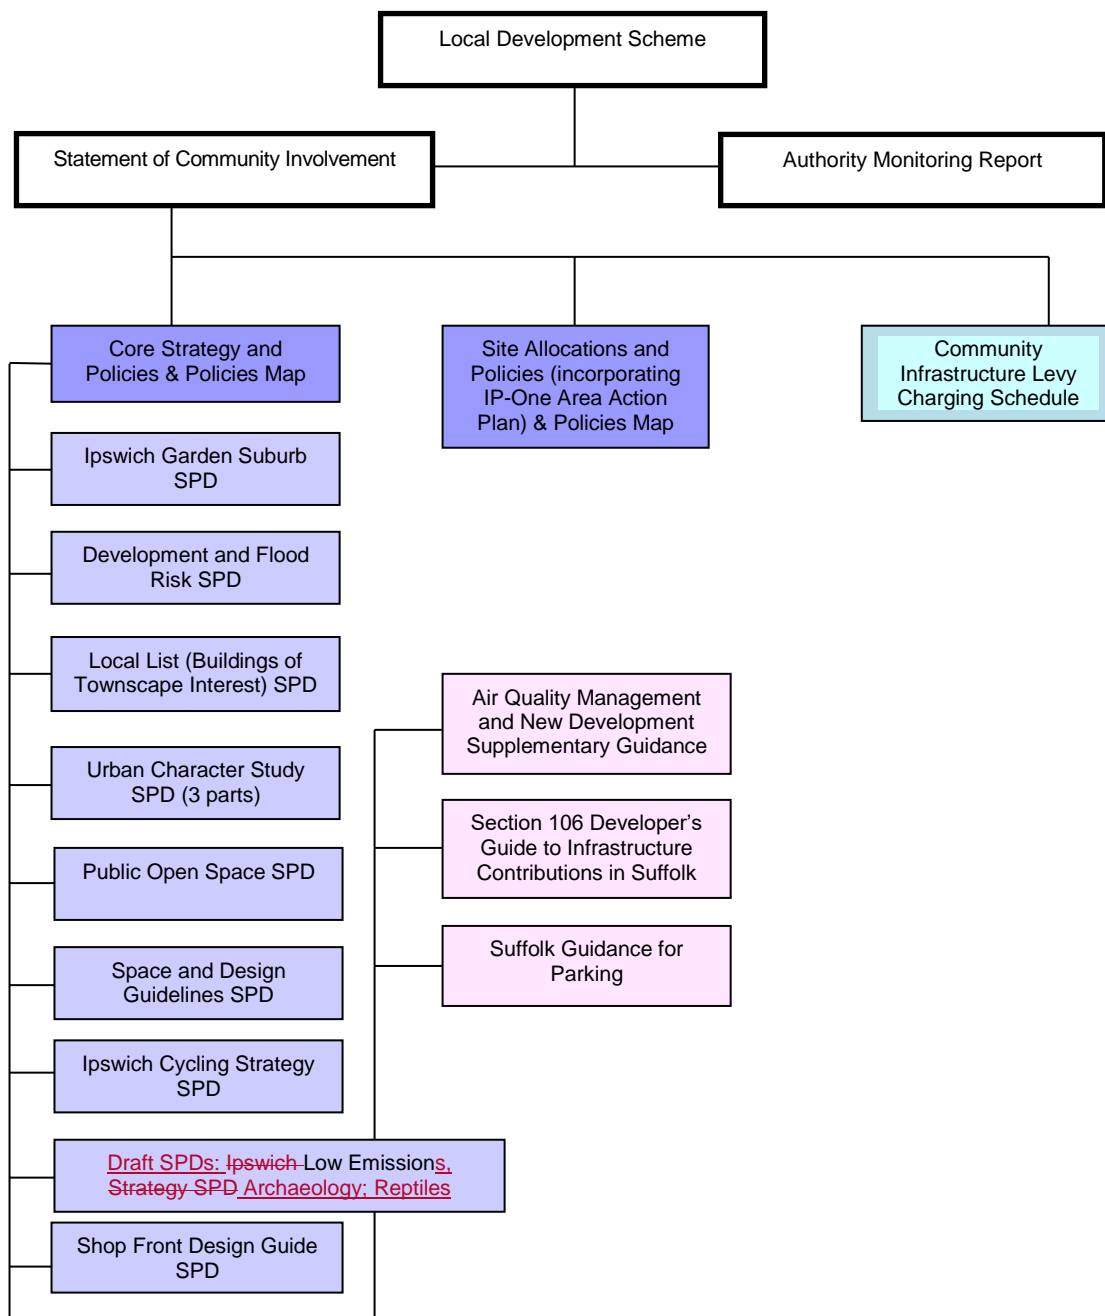 Local Development Scheme
Statement of Community Involvement
Authority Monitoring Report
Core Strategy and
Policies & Policies Map
Site Allocations and
Policies (incorporating
IP-One Area Action
Plan) & Policies Map
Community
Infrastructure Levy
Charging Schedule
Ipswich Garden Suburb
SPD
Development and Flood
Risk SPD
Local List (Buildings of
Townscape Interest) SPD
Urban Character Study
SPD (3 parts)
Public Open Space SPD
Space and Design
Guidelines SPD
Ipswich Cycling Strategy
SPD
Draft SPDs: Ipswich Low Emissions,
Strategy SPD Archaeology; Reptiles
Shop Front Design Guide
SPD
Air Quality Management
and New Development
Supplementary Guidance
Section 106 Developer’s
Guide to Infrastructure
Contributions in Suffolk
Suffolk Guidance for
Parking